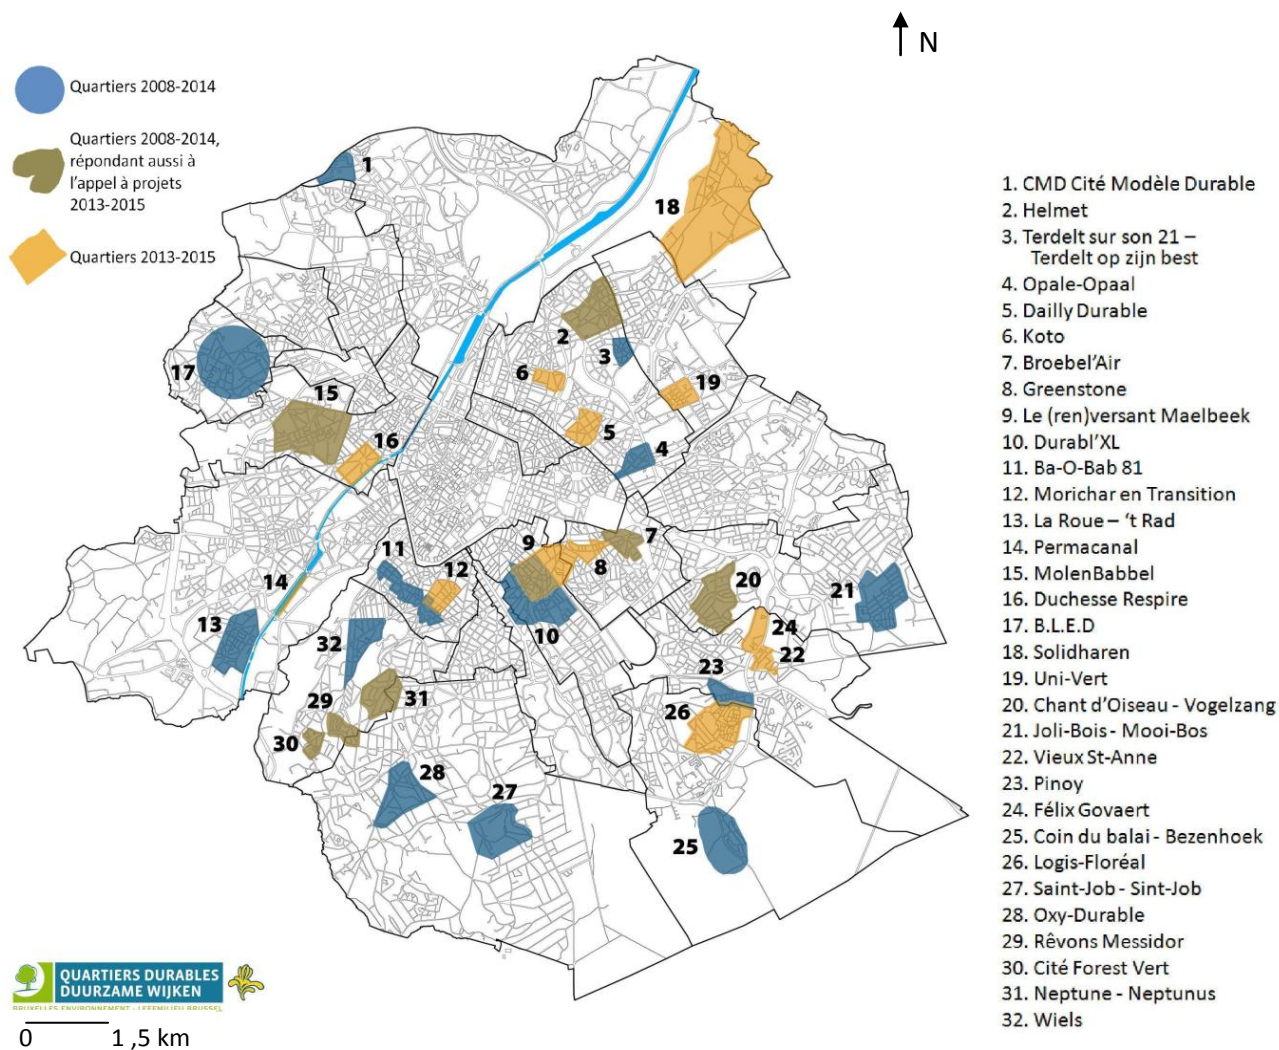 N
Quartiers 2008-2014
Quartiers 2008-2014,
répondant aussi à
l'appel à projets
2013-2015
Quartiers 2013-2015
1
18
2
3
17
6
19
15
5
16
4
9
7
8
11
12
14
20
21
13
10
24
32
22
23
29
31
26
30
28
27
25
1. CMD Cité Modèle Durable
2. Helmet
3. Terdelt sur son 21 –
Terdelt op zijn best
4. Opale-Opaal
5. Dailly Durable
6. Koto
7. Broebel'Air
8. Greenstone
9. Le (ren)versant Maelbeek
10. Durabl'XL
11. Ba-O-Bab 81
12. Morichar en Transition
13. La Roue – 't Rad
14. Permacanal
15. MolenBabbel
16. Duchesse Respire
17. B.L.E.D
18. Solidharen
19. Uni-Vert
20. Chant d'Oiseau - Vogelzang
21. Joli-Bois - Mooi-Bos
22. Vieux St-Anne
23. Pinoy
24. Félix Govaert
25. Coin du balai - Bezenhoek
26. Logis-Floréal
27. Saint-Job - Sint-Job
28. Oxy-Durable
29. Rêvons Messidor
30. Cité Forest Vert
31. Neptune - Neptunus
32. Wiels
QUARTIERS DURABLES
DUURZAME WIJKEN
BRUXELLES ENVIRONNEMENT - LEEFMILIEU BRUSSEL
0 1 ,5 km